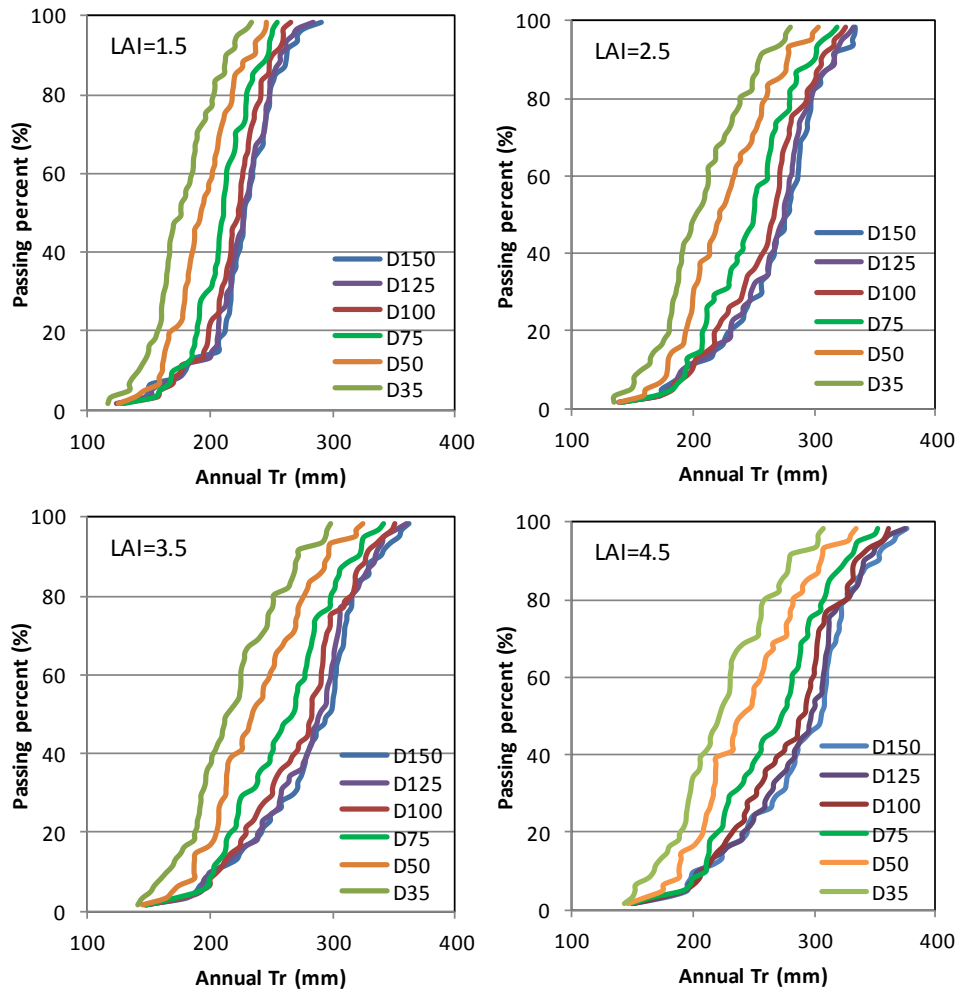 LAI=1.5
Passing percent (%)
100
80
60
40
20
0
D150
D125
D100
D75
D50
D35
100 200 300 400
Annual Tr (mm)
LAI=2.5
Passing percent (%)
100
80
60
40
20
0
D150
D125
D100
D75
D50
D35
100 200 300 400
Annual Tr (mm)
LAI=3.5
Passing percent (%)
100
80
60
40
20
0
D150
D125
D100
D75
D50
D35
100 200 300 400
Annual Tr (mm)
LAI=4.5
Passing percent (%)
100
80
60
40
20
0
D150
D125
D100
D75
D50
D35
100 200 300 400
Annual Tr (mm)